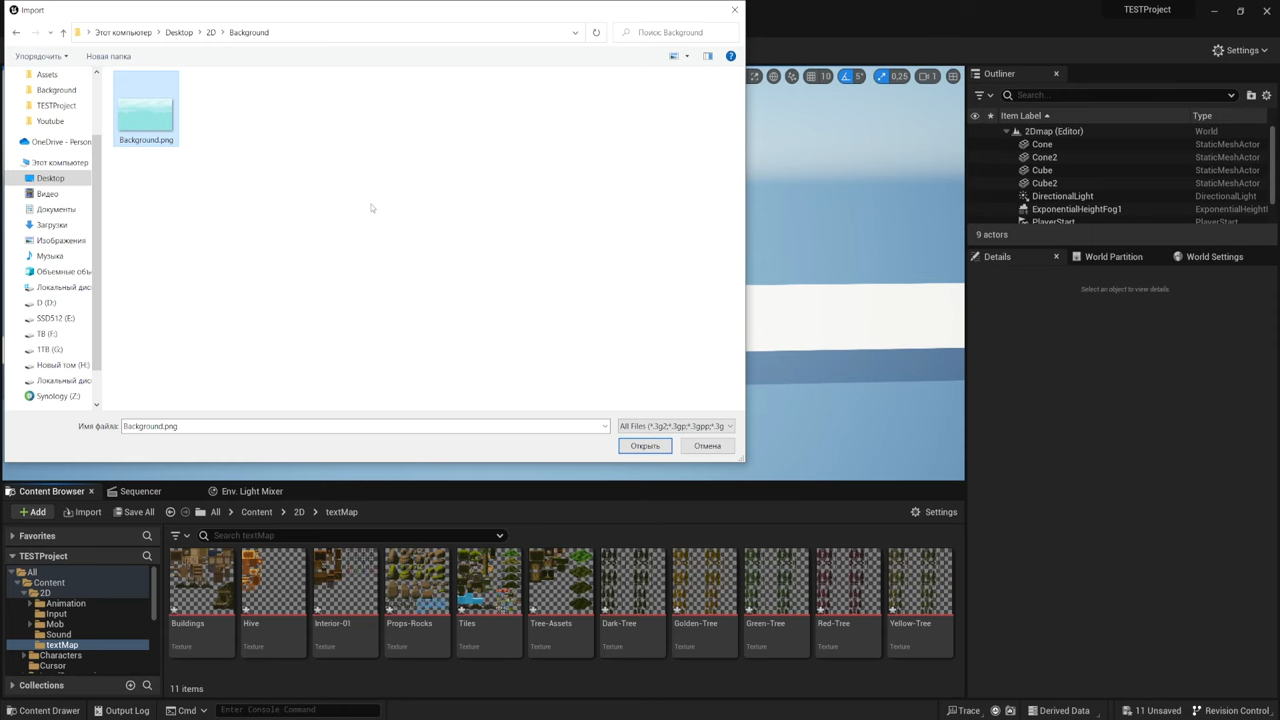 Import
TESTProject
Этот компьютер
Desktop
2D
Background
Поиск: Background
Упорядочить
Новая папка
Settings
Assets
Background
TESTProject
Youtube
OneDrive - Person
Этот компьютер
Desktop
Видео
Документы
Загрузки
Изображения
Музыка
Объемные объ
Локальный дис
D (D:)
SSD512 (E:)
TB (F:)
1TB (G:)
Новый том (H:)
Локальный дис
Synology (Z:)
Background.png
Имя файла:
Background.png
All Files (*.3g2;*.3gp;*.3gpp;*.3g
Открыть
Отмена
10
5°
0,25
1
Outliner
Search...
Item Label
Type
2Dmap (Editor)
World
Cone
StaticMeshActor
Cone2
StaticMeshActor
Cube
StaticMeshActor
Cube2
StaticMeshActor
DirectionalLight
DirectionalLight
ExponentialHeightFog1
ExponentialHeightI
PlayerStart
PlayerStart
9 actors
Details
World Partition
World Settings
Select an object to view details.
Content Browser
Sequencer
Env. Light Mixer
Add
Import
Save All
All
Content
2D
textMap
Settings
Favorites
Search textMap
TESTProject
All
Content
2D
Animation
Input
Mob
Sound
textMap
Characters
Cursor
Collections
Buildings
Texture
Hive
Texture
Interior-01
Texture
Props-Rocks
Texture
Tiles
Texture
Tree-Assets
Texture
Dark-Tree
Texture
Golden-Tree
Texture
Green-Tree
Texture
Red-Tree
Texture
Yellow-Tree
Texture
11 items
Content Drawer
Output Log
Cmd
Enter Console Command
Trace
Derived Data
11 Unsaved
Revision Control